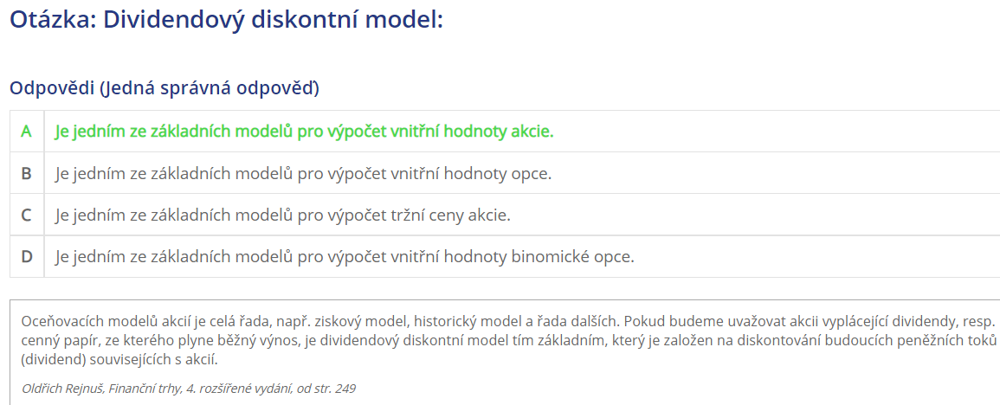 Otázka: Dividendový diskontní model:
Odpovědi (Jedná správná odpověď)
A Je jedním ze základních modelů pro výpočet vnitřní hodnoty akcie.
B Je jedním ze základních modelů pro výpočet vnitřní hodnoty opce.
C Je jedním ze základních modelů pro výpočet tržní ceny akcie.
D Je jedním ze základních modelů pro výpočet vnitřní hodnoty binomické opce.
Oceňovacích modelů akcií je celá řada, např. ziskový model, historický model a řada dalších. Pokud budeme uvažovat akcii vyplácející dividendy, resp.
cenný papír, ze kterého plyne běžný výnos, je dividendový diskontní model tím základním, který je založen na diskontování budoucích peněžních toků
(dividend) souvisejících s akcií.
Oldřich Rejnuš, Finanční trhy, 4. rozšířené vydání, od str. 249